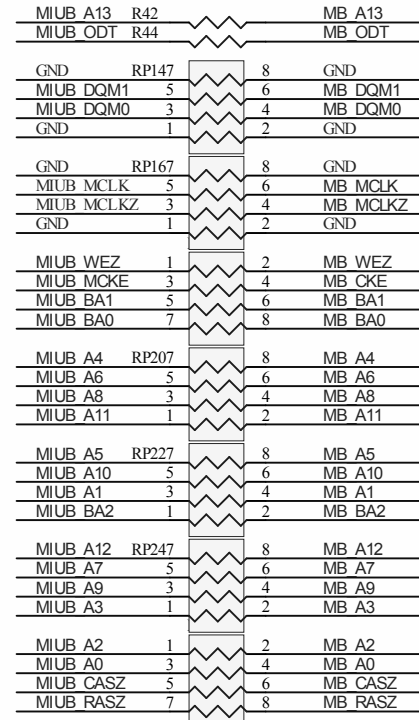 MIUB_A13 R42 MB_A13
MIUB_ODT R44 MB_ODT
GND RP147 8 GND
MIUB_DQM1 5 6 MB_DQM1
MIUB_DQM0 3 4 MB_DQM0
GND 1 2 GND
GND RP167 8 GND
MIUB_MCLK 5 6 MB_MCLK
MIUB_MCLKZ 3 4 MB_MCLKZ
GND 1 2 GND
MIUB_WEZ 1 2 MB_WEZ
MIUB_MCKE 3 4 MB_CKE
MIUB_BA1 5 6 MB_BA1
MIUB_BA0 7 8 MB_BA0
MIUB_A4 RP207 8 MB_A4
MIUB_A6 5 6 MB_A6
MIUB_A8 3 4 MB_A8
MIUB_A11 1 2 MB_A11
MIUB_A5 RP227 8 MB_A5
MIUB_A10 5 6 MB_A10
MIUB_A1 3 4 MB_A1
MIUB_BA2 1 2 MB_BA2
MIUB_A12 RP247 8 MB_A12
MIUB_A7 5 6 MB_A7
MIUB_A9 3 4 MB_A9
MIUB_A3 1 2 MB_A3
MIUB_A2 1 2 MB_A2
MIUB_A0 3 4 MB_A0
MIUB_CASZ 5 6 MB_CASZ
MIUB_RASZ 7 8 MB_RASZ